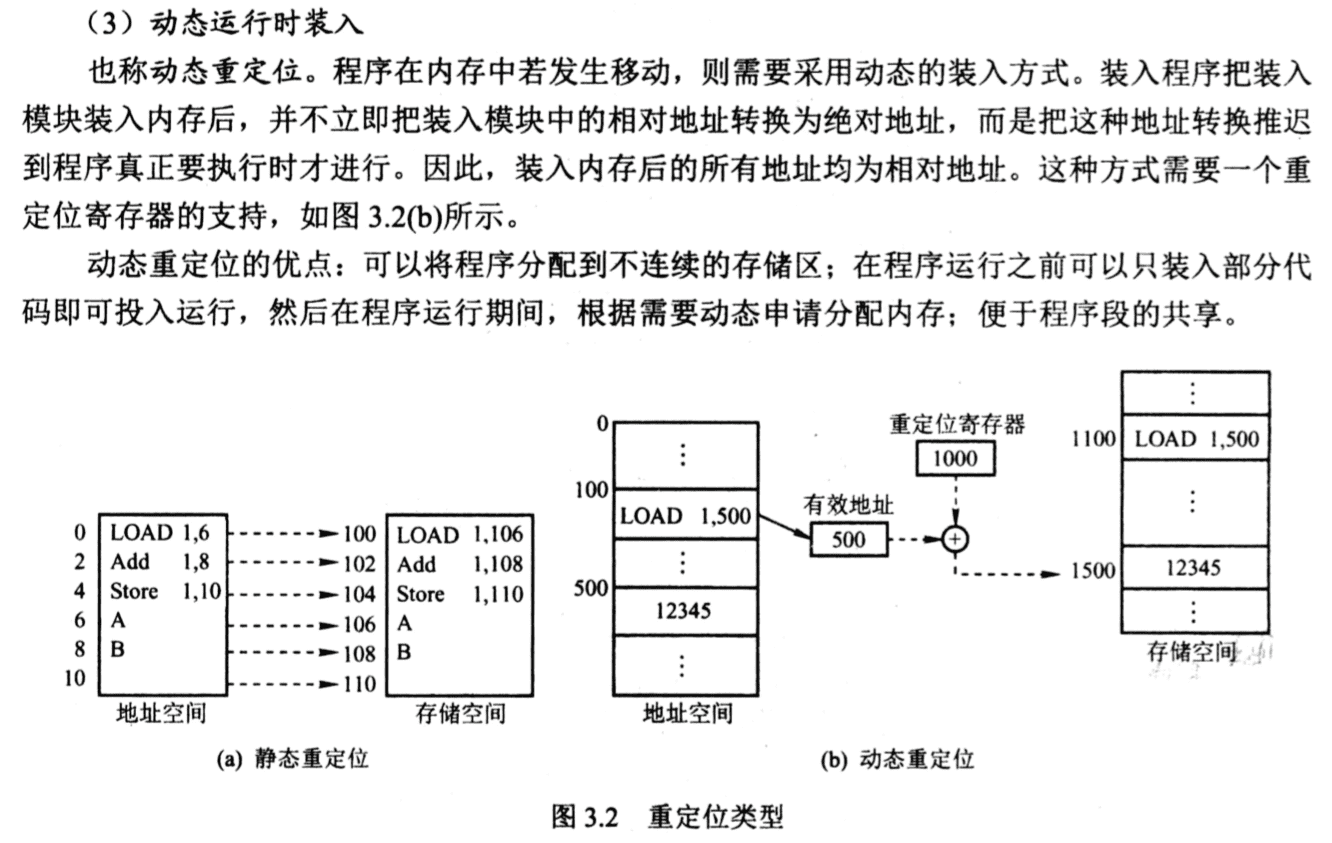 （3）动态运行时装入
也称动态重定位。程序在内存中若发生移动，则需要采用动态的装入方式。装入程序把装入
模块装入内存后，并不立即把装入模块中的相对地址转换为绝对地址，而是把这种地址转换推迟
到程序真正要执行时才进行。因此，装入内存后的所有地址均为相对地址。这种方式需要一个重
定位寄存器的支持，如图 3.2(b)所示。
动态重定位的优点：可以将程序分配到不连续的存储区；在程序运行之前可以只装入部分代
码即可投入运行，然后在程序运行期间，根据需要动态申请分配内存；便于程序段的共享。
0 LOAD 1,6 100 LOAD 1,106
2 Add 1,8 102 Add 1,108
4 Store 1,10 104 Store 1,110
6 A 106 A
8 B 108 B
10 110
地址空间 存储空间
(a) 静态重定位
0
⋮
100
LOAD 1,500
⋮
500
12345
⋮
地址空间
有效地址
500
重定位寄存器
1000
+
⋮
1100 LOAD 1,500
⋮
1500 12345
⋮
存储空间
(b) 动态重定位
图 3.2 重定位类型